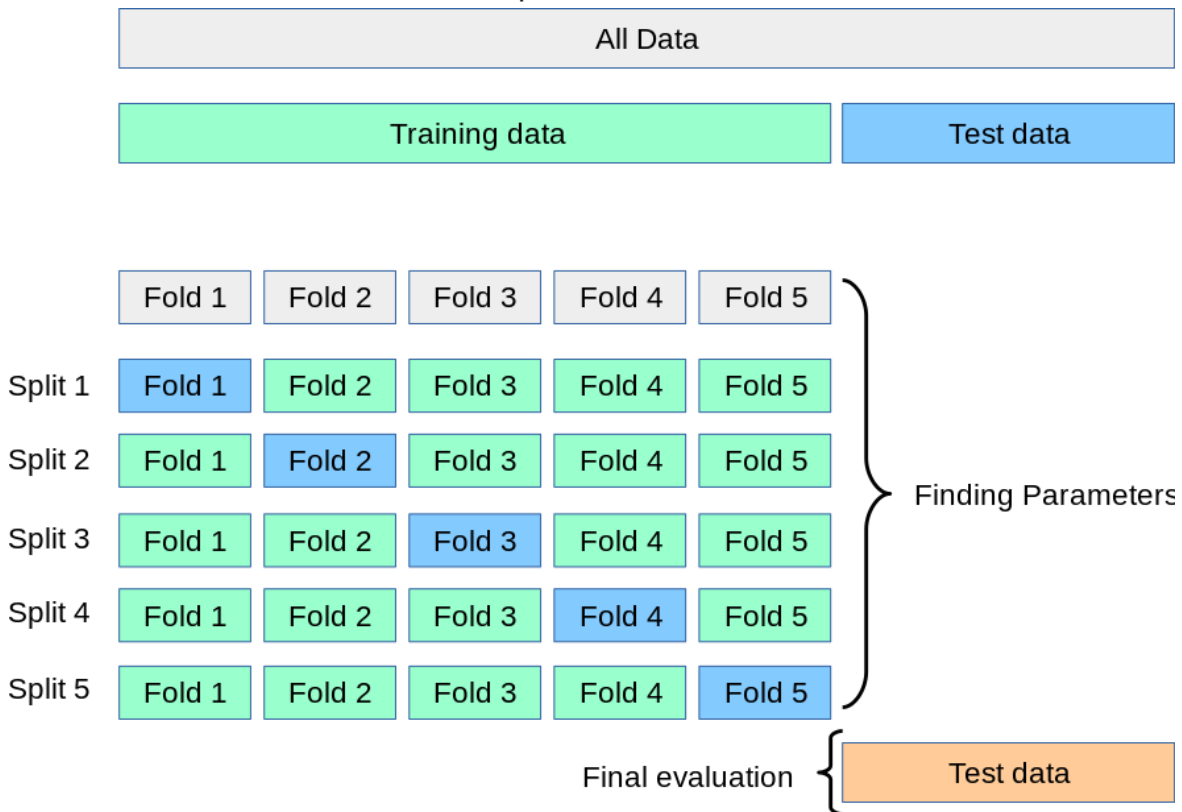 All Data
Training data Test data
Fold 1 Fold 2 Fold 3 Fold 4 Fold 5
Split 1 Fold 1 Fold 2 Fold 3 Fold 4 Fold 5
Split 2 Fold 1 Fold 2 Fold 3 Fold 4 Fold 5
Finding Parameters
Split 3 Fold 1 Fold 2 Fold 3 Fold 4 Fold 5
Split 4 Fold 1 Fold 2 Fold 3 Fold 4 Fold 5
Split 5 Fold 1 Fold 2 Fold 3 Fold 4 Fold 5
Final evaluation Test data